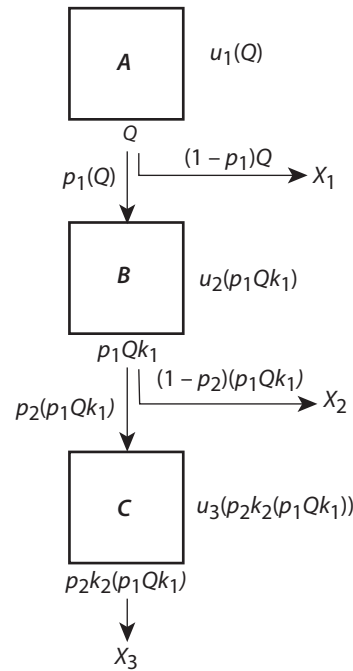 A
u₁(Q)
Q
(1 – p₁)Q
p₁(Q)
X₁
B
u₂(p₁Qk₁)
p₁Qk₁
(1 – p₂)(p₁Qk₁)
p₂(p₁Qk₁)
X₂
C
u₃(p₂k₂(p₁Qk₁))
p₂k₂(p₁Qk₁)
X₃